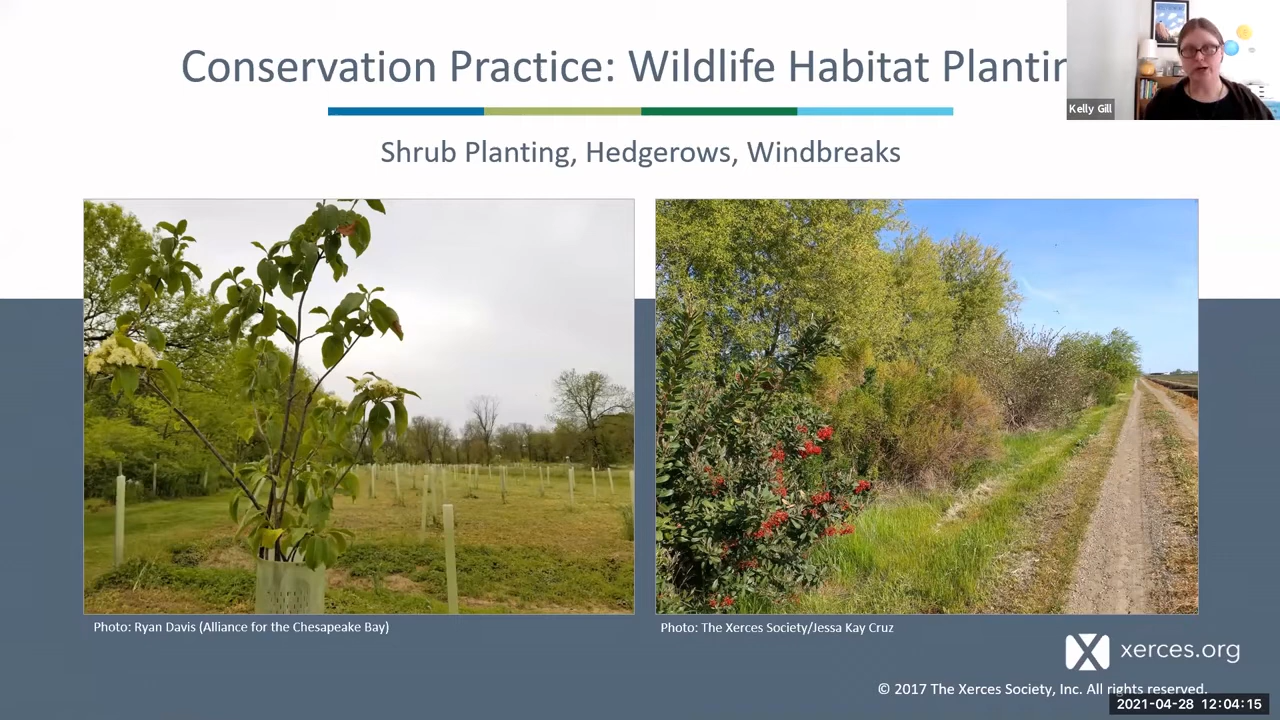 Conservation Practice: Wildlife Habitat Plantin
Kelly Gill
Shrub Planting, Hedgerows, Windbreaks
Photo: Ryan Davis (Alliance for the Chesapeake Bay)
Photo: The Xerces Society/Jessa Kay Cruz
xerces.org
© 2017 The Xerces Society, Inc. All rights reserved.
2021-04-28 12:04:15